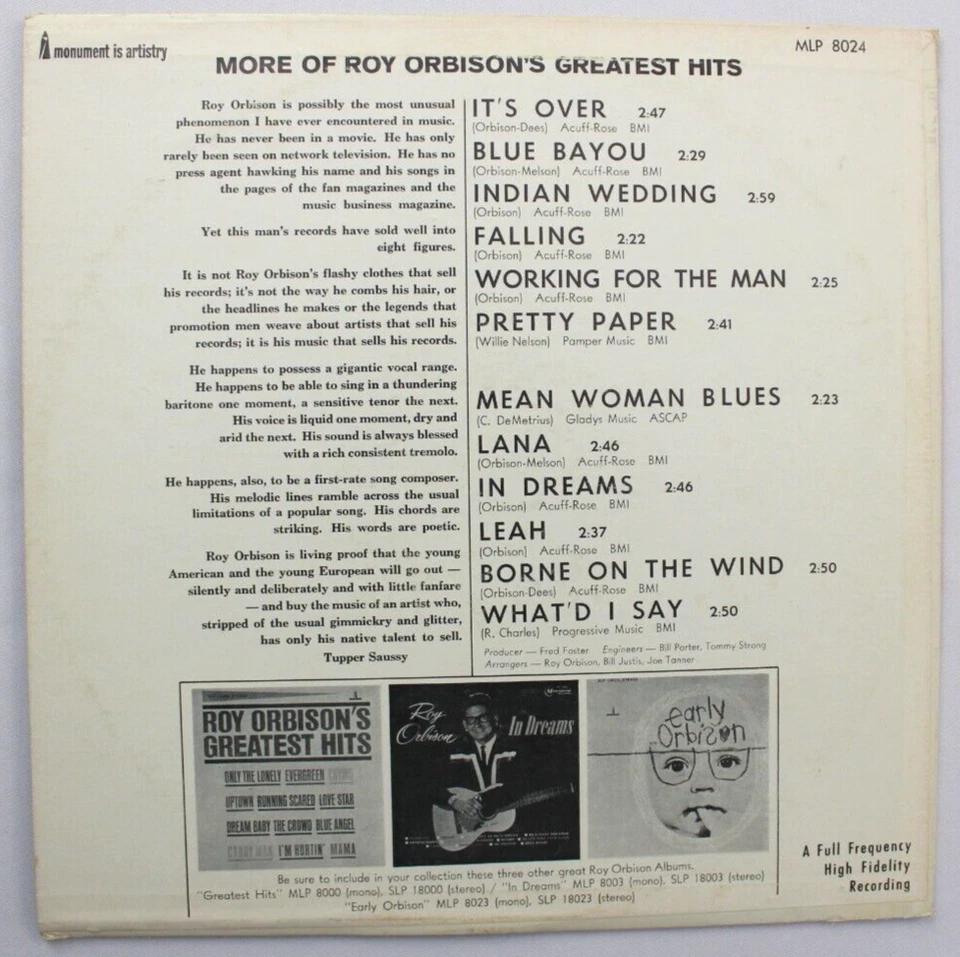 monument is artistry
MLP 8024
MORE OF ROY ORBISON'S GREATEST HITS
Roy Orbison is possibly the most unusual
phenomenon I have ever encountered in music.
He has never been in a movie. He has only
rarely been seen on network television. He has no
press agent hawking his name and his songs in
the pages of the fan magazines and the
music business magazine.
Yet this man's records have sold well into
eight figures.
It is not Roy Orbison's flashy clothes that sell
his records; it's not the way he combs his hair, or
the headlines he makes or the legends that
promotion men weave about artists that sell his
records; it is his music that sells his records.
He happens to possess a gigantic vocal range.
He happens to be able to sing in a thundering
baritone one moment, a sensitive tenor the next.
His voice is liquid one moment, dry and
arid the next. His sound is always blessed
with a rich consistent tremolo.
He happens, also, to be a first-rate song composer.
His melodic lines ramble across the usual
limitations of a popular song. His chords are
striking. His words are poetic.
Roy Orbison is living proof that the young
American and the young European will go out —
silently and deliberately and with little fanfare
— and buy the music of an artist who,
stripped of the usual gimmickry and glitter,
has only his native talent to sell.
Tupper Saussy
IT'S OVER 2:47
(Orbison-Dees) Acuff-Rose BMI
BLUE BAYOU 2:29
(Orbison-Melson) Acuff-Rose BMI
INDIAN WEDDING 2:59
(Orbison) Acuff-Rose BMI
FALLING 2:22
(Orbison) Acuff-Rose BMI
WORKING FOR THE MAN 2:25
(Orbison) Acuff-Rose BMI
PRETTY PAPER 2:41
(Willie Nelson) Pamper Music BMI
MEAN WOMAN BLUES 2:23
(C. DeMetrius) Gladys Music ASCAP
LANA 2:46
(Orbison-Melson) Acuff-Rose BMI
IN DREAMS 2:46
(Orbison) Acuff-Rose BMI
LEAH 2:37
(Orbison) Acuff-Rose BMI
BORNE ON THE WIND 2:50
(Orbison-Dees) Acuff-Rose BMI
WHAT'D I SAY 2:50
(R. Charles) Progressive Music BMI
Producer — Fred Foster Engineers — Bill Porter, Tommy Strong
Arrangers — Roy Orbison, Bill Justis, Joe Tanner
ROY ORBISON'S
GREATEST HITS
ONLY THE LONELY EVERGREEN CRYING
UPTOWN RUNNING SCARED LOVE STAR
DREAM BABY THE CROWD BLUE ANGEL
CANDY MAN I'M HURTIN' MAMA
Roy
Orbison
In Dreams
early
Orbison
Be sure to include in your collection these three other great Roy Orbison Albums.
"Greatest Hits" MLP 8000 (mono), SLP 18000 (stereo) / "In Dreams" MLP 8003 (mono), SLP 18003 (stereo)
"Early Orbison" MLP 8023 (mono), SLP 18023 (stereo)
A Full Frequency
High Fidelity
Recording